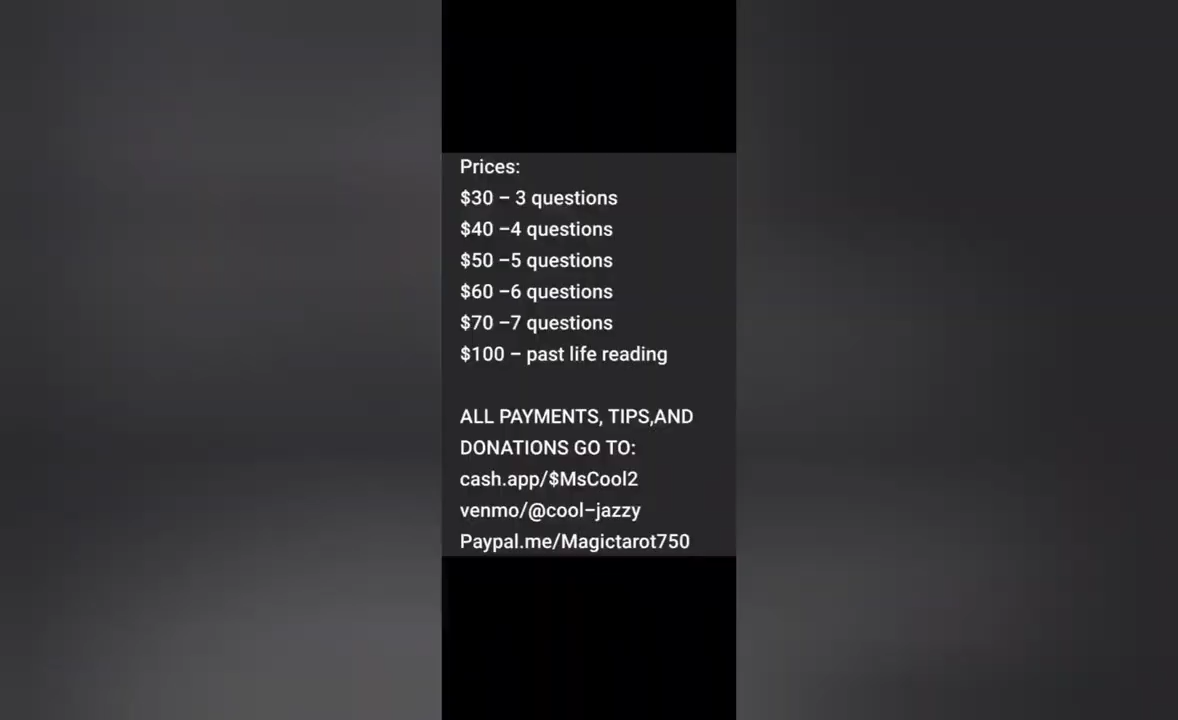 Prices:
$30 – 3 questions
$40 –4 questions
$50 –5 questions
$60 –6 questions
$70 –7 questions
$100 – past life reading
ALL PAYMENTS, TIPS,AND
DONATIONS GO TO:
cash.app/$MsCool2
venmo/@cool–jazzy
Paypal.me/Magictarot750